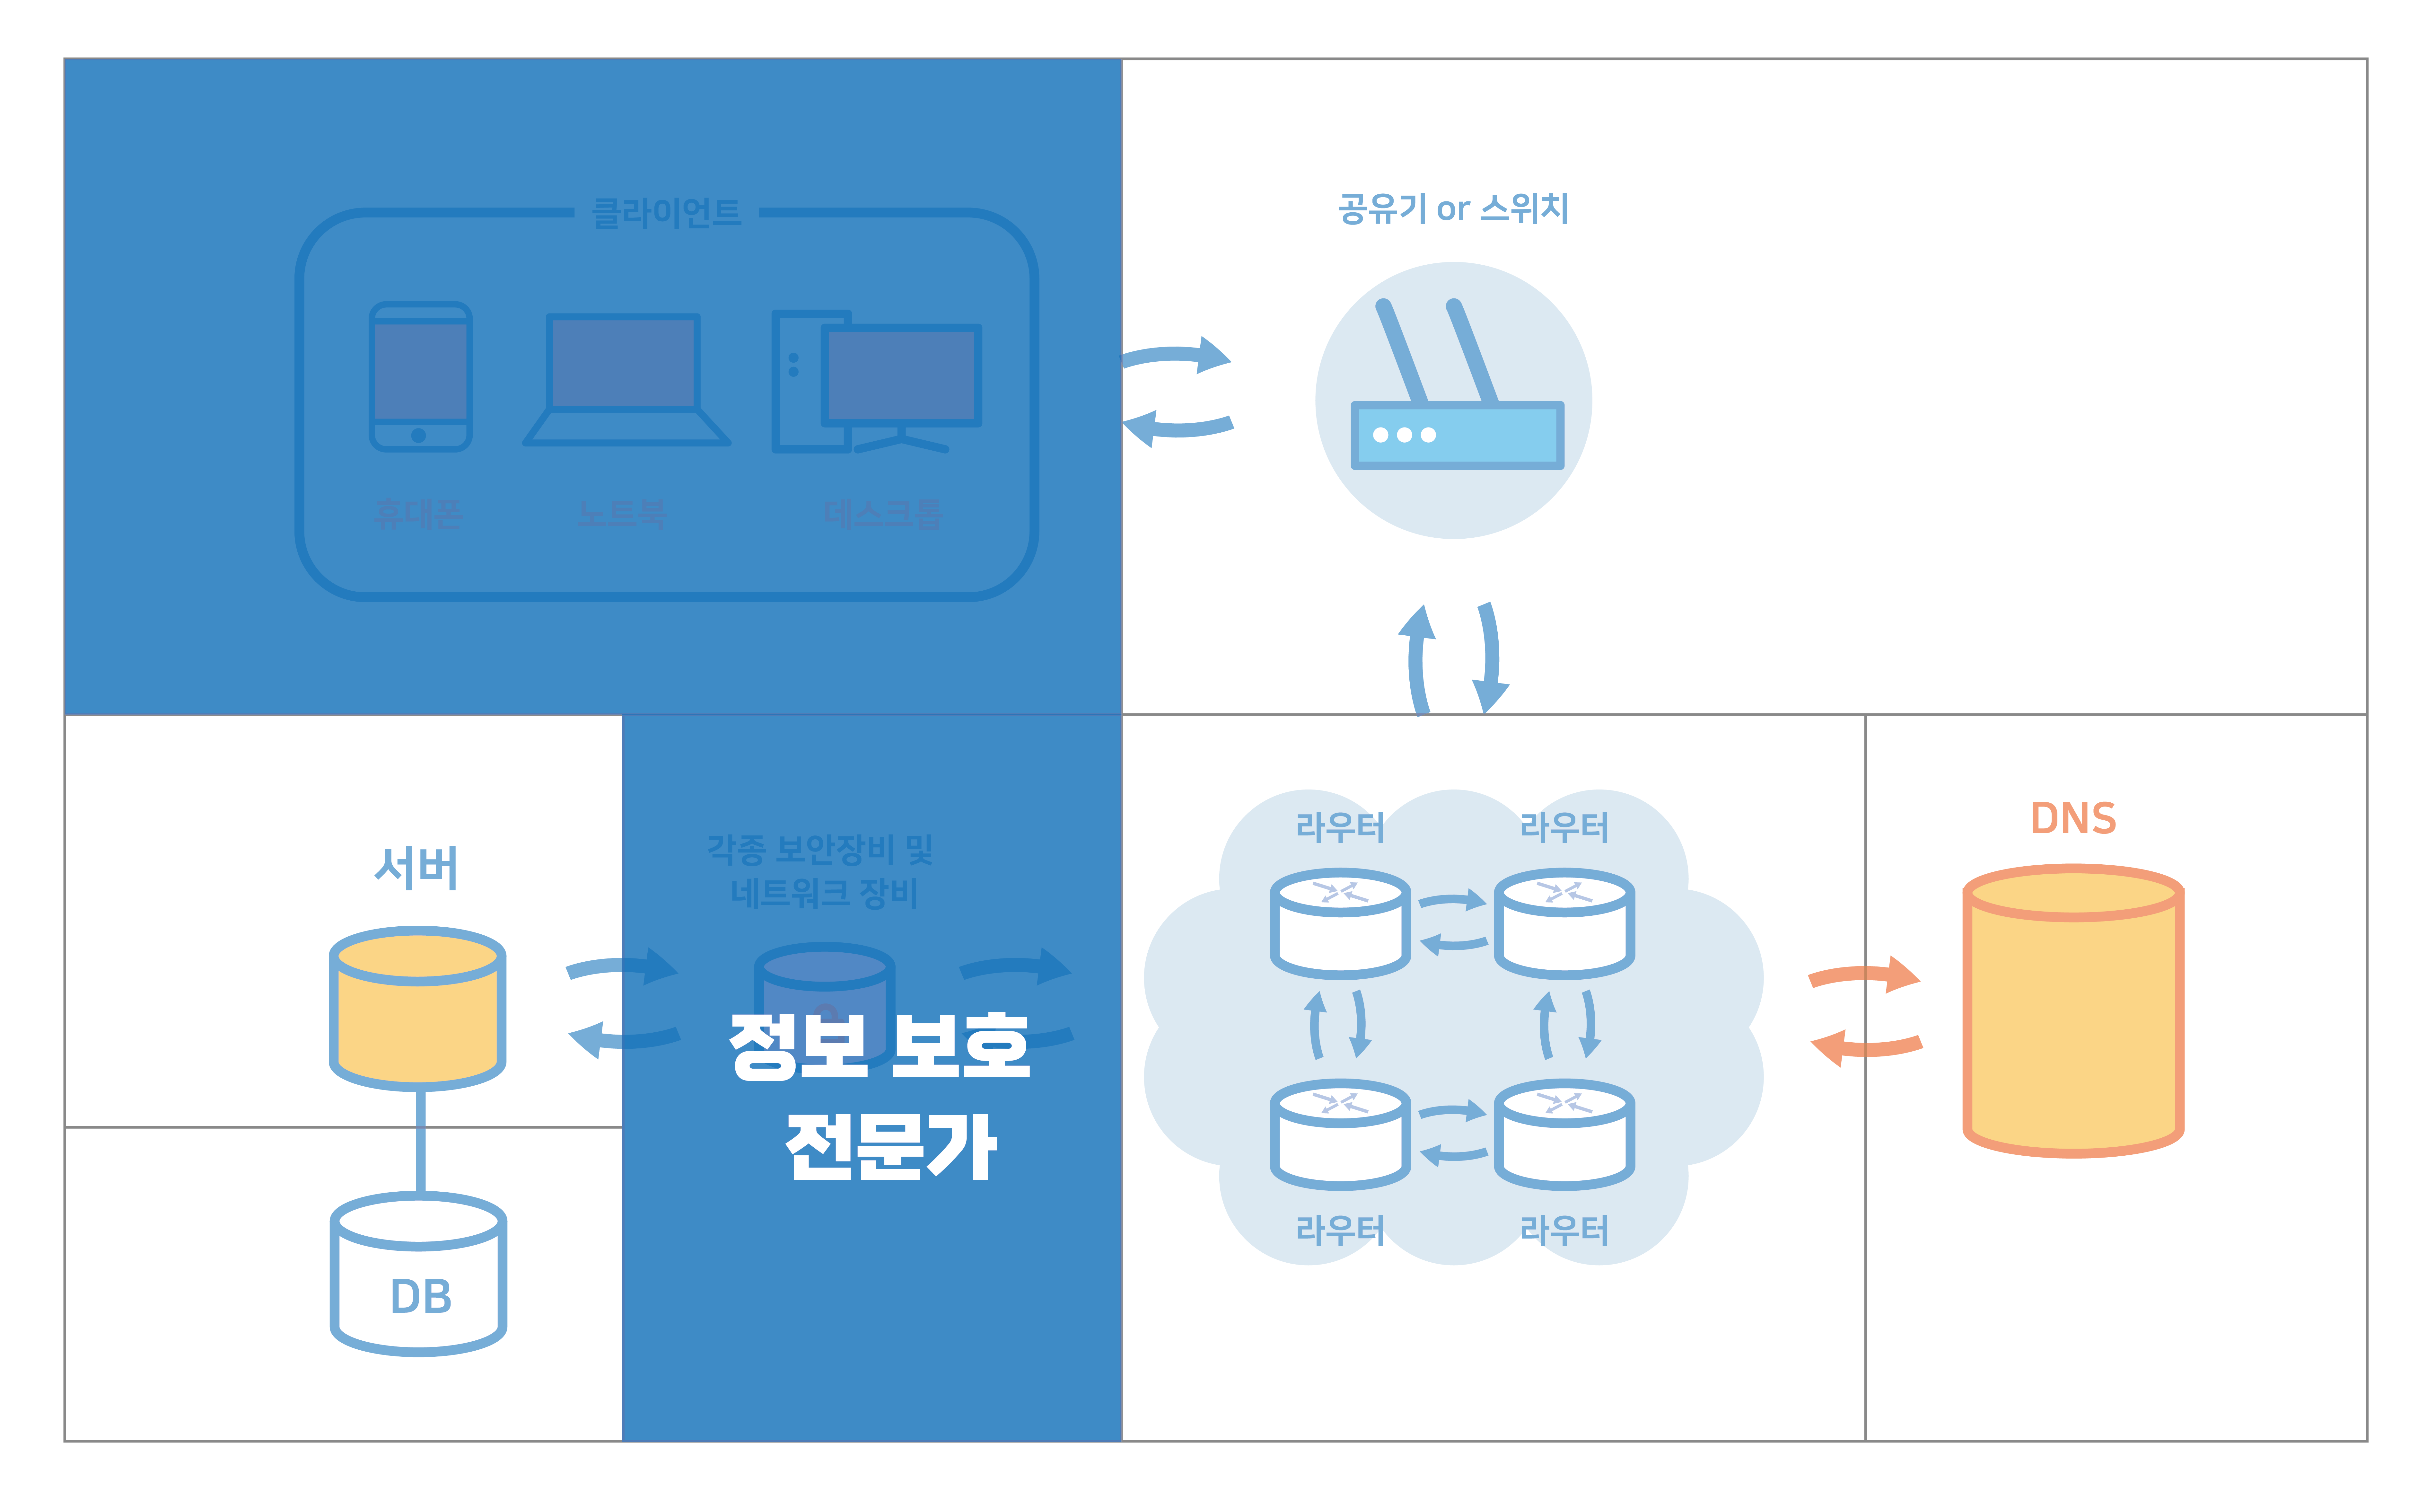 클라이언트
휴대폰
노트북
데스크톱
공유기 or 스위치
서버
DB
각종 보안장비 및
네트워크 장비
정보 보호
전문가
라우터
라우터
라우터
라우터
DNS